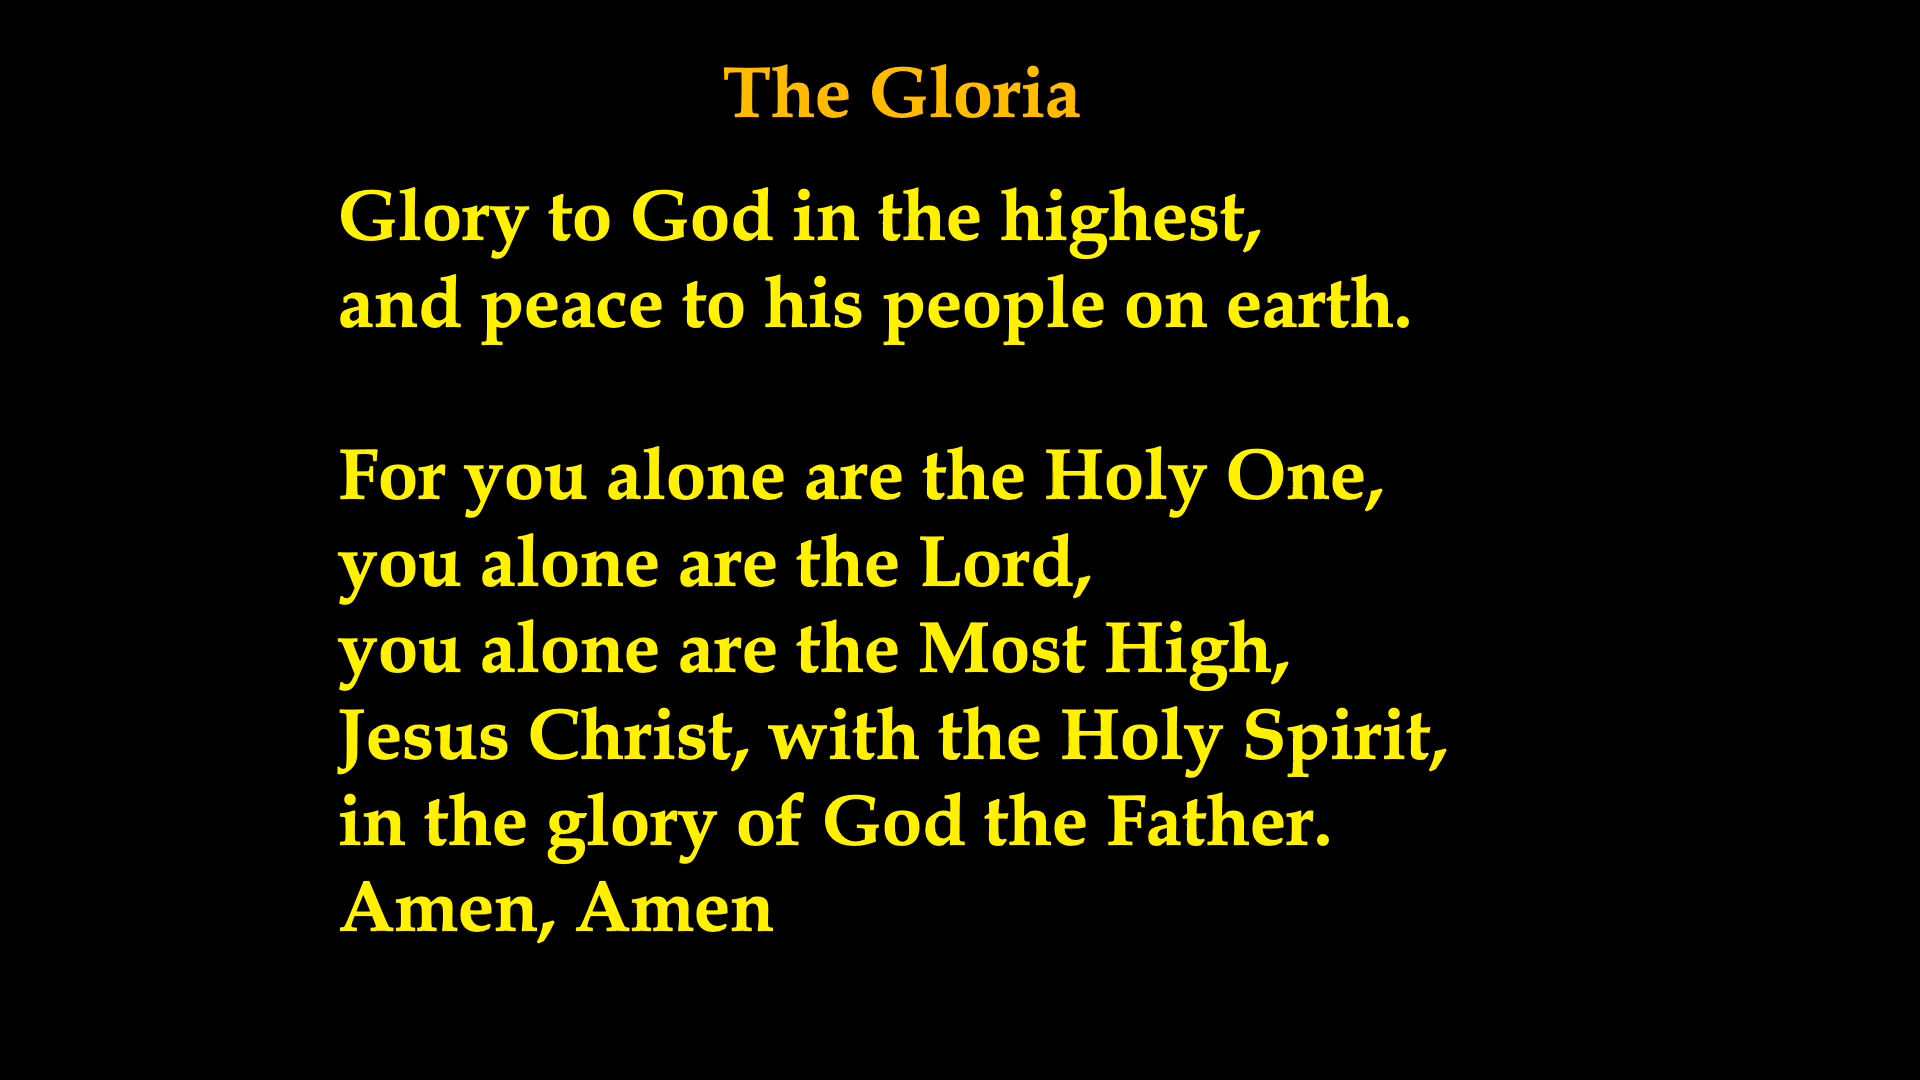 The Gloria
Glory to God in the highest,
and peace to his people on earth.
For you alone are the Holy One,
you alone are the Lord,
you alone are the Most High,
Jesus Christ, with the Holy Spirit,
in the glory of God the Father.
Amen, Amen